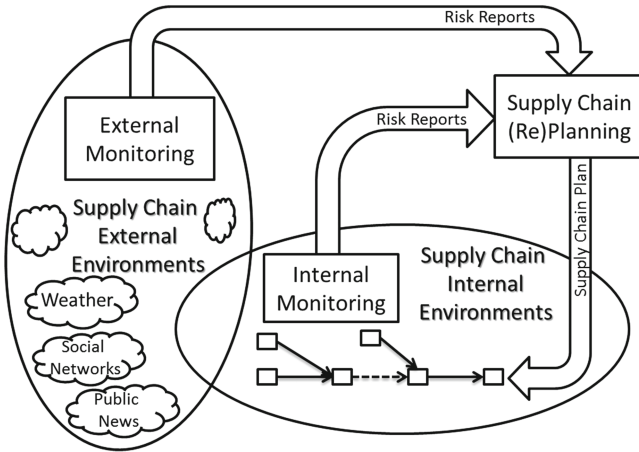 Risk Reports
External
Monitoring
Risk Reports
Supply Chain
(Re)Planning
Supply Chain
External
Environments
Supply Chain Plan
Internal
Monitoring
Supply Chain
Internal
Environments
Weather
Social
Networks
Public
News